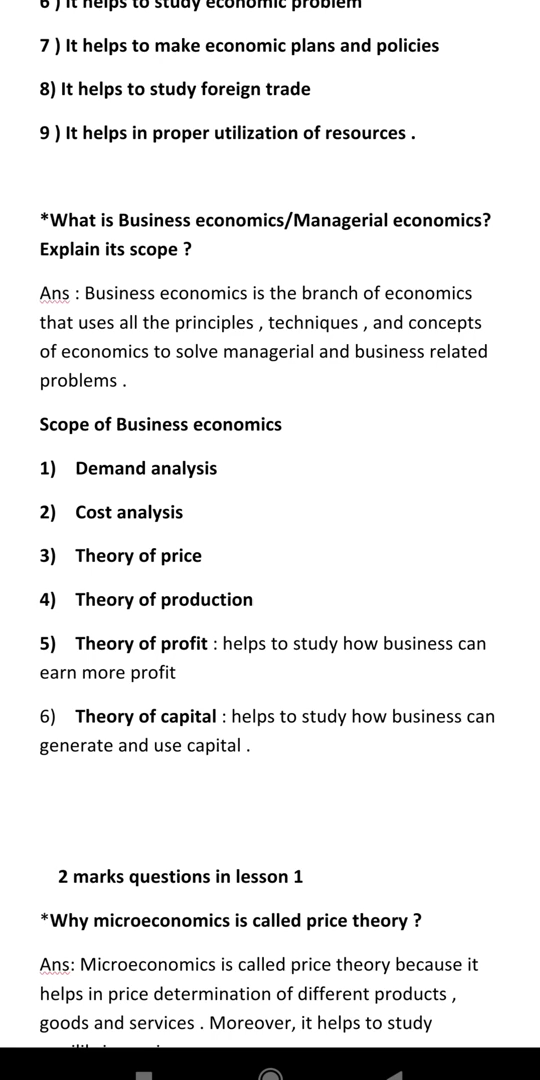 6 ) It helps to study economic problem
7 ) It helps to make economic plans and policies
8) It helps to study foreign trade
9 ) It helps in proper utilization of resources .
*What is Business economics/Managerial economics?
Explain its scope ?
Ans : Business economics is the branch of economics
that uses all the principles , techniques , and concepts
of economics to solve managerial and business related
problems .
Scope of Business economics
1) Demand analysis
2) Cost analysis
3) Theory of price
4) Theory of production
5) Theory of profit : helps to study how business can
earn more profit
6) Theory of capital : helps to study how business can
generate and use capital .
2 marks questions in lesson 1
*Why microeconomics is called price theory ?
Ans: Microeconomics is called price theory because it
helps in price determination of different products ,
goods and services . Moreover, it helps to study